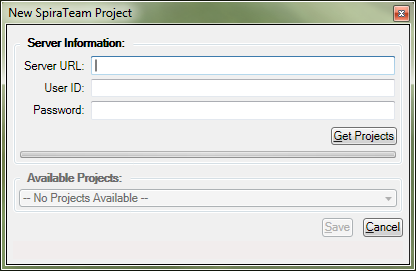 New SpiraTeam Project
Server Information:
Server URL:
User ID:
Password:
Get Projects
Available Projects:
-- No Projects Available --
Save Cancel